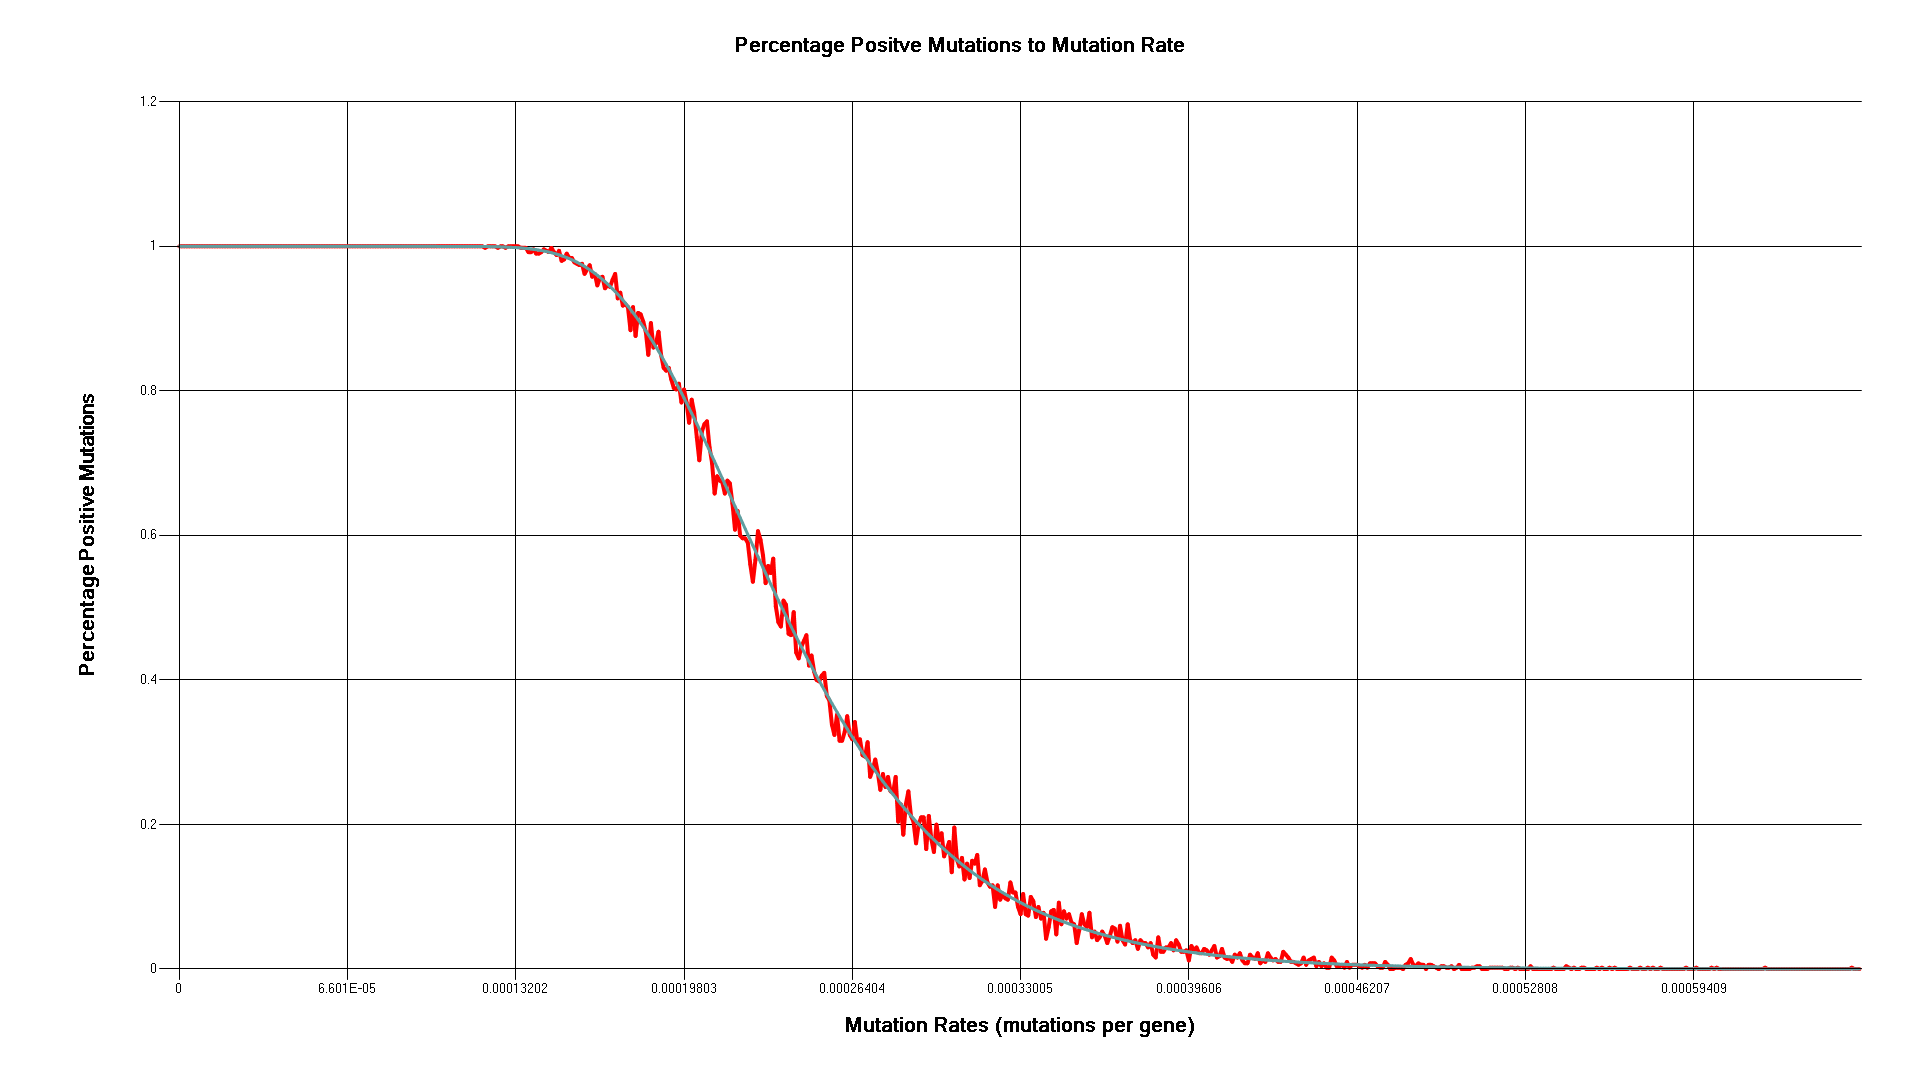 Percentage Positve Mutations to Mutation Rate
1.2
1
0.8
0.6
0.4
0.2
0
Percentage Positive Mutations
0 6.601E-05 0.00013202 0.00019803 0.00026404 0.00033005 0.00039606 0.00046207 0.00052808 0.00059409
Mutation Rates (mutations per gene)